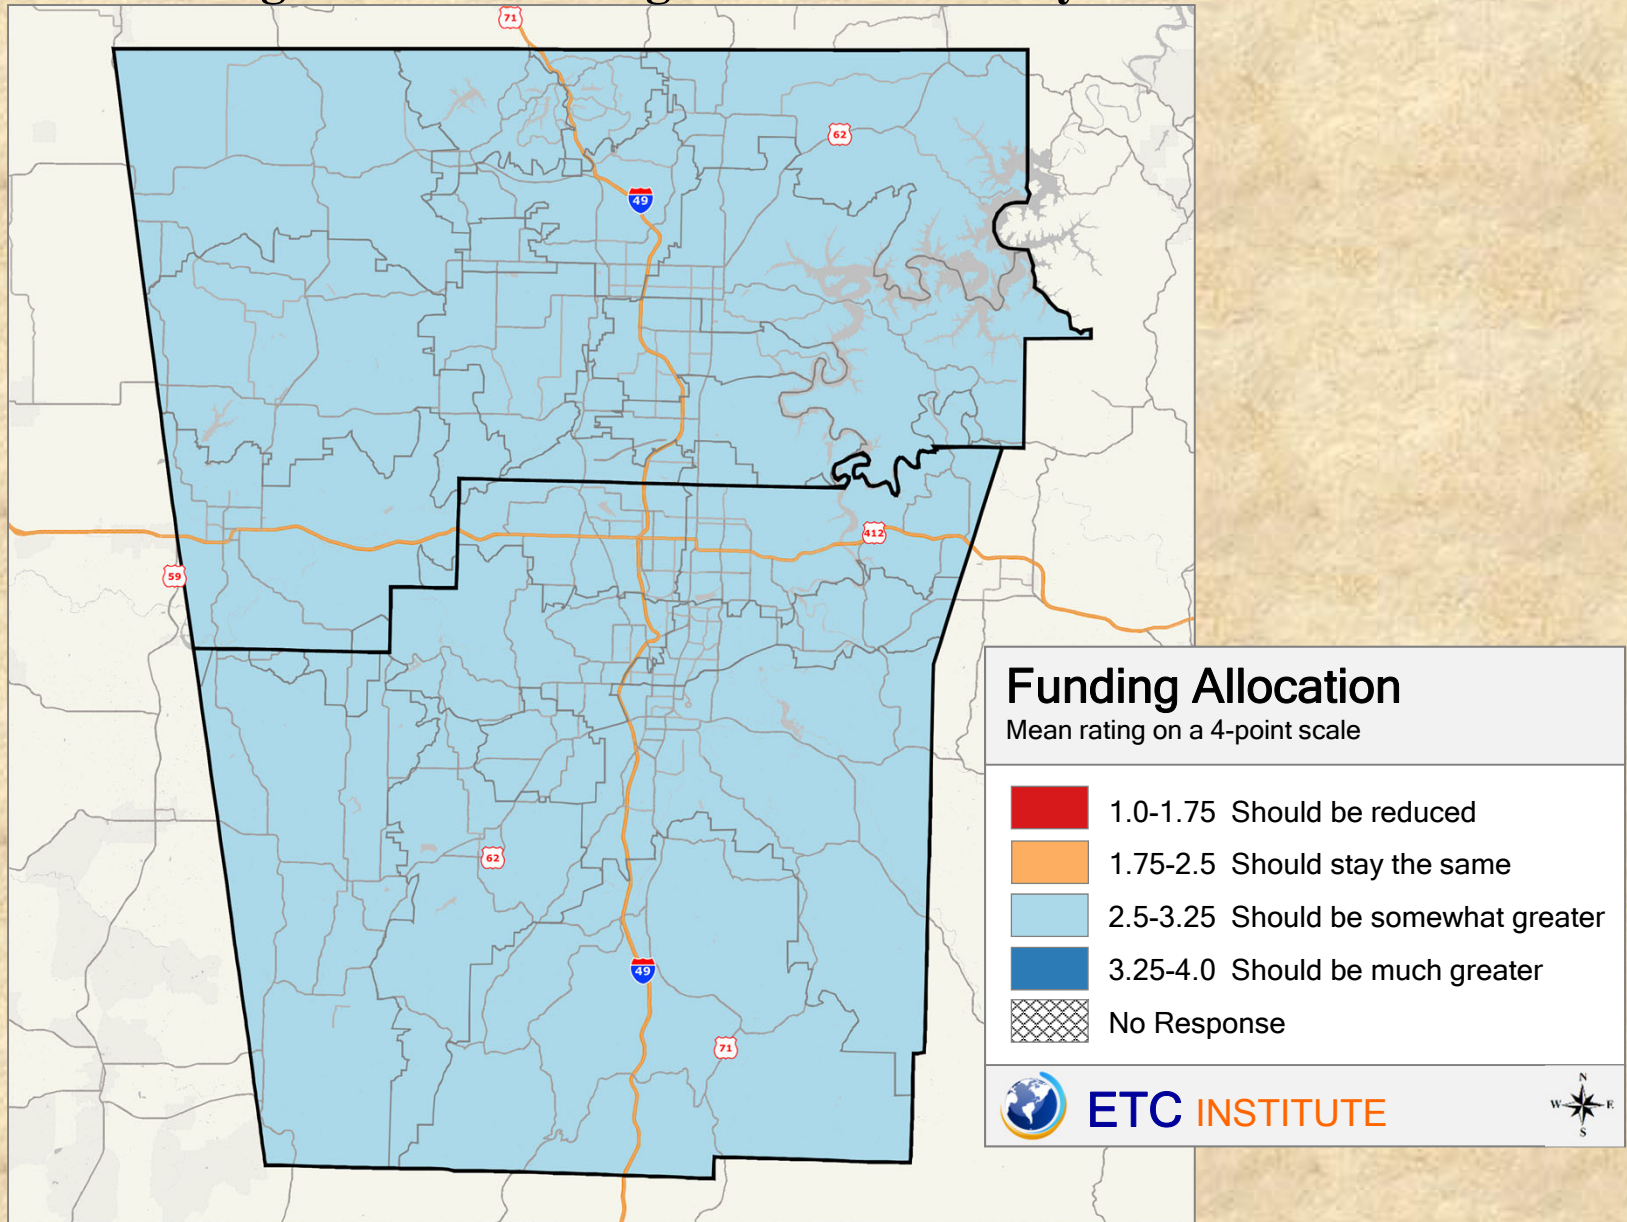 71
62
49
412
59
62
49
71
Funding Allocation
Mean rating on a 4-point scale
1.0-1.75 Should be reduced
1.75-2.5 Should stay the same
2.5-3.25 Should be somewhat greater
3.25-4.0 Should be much greater
No Response
ETC INSTITUTE
N
W E
S